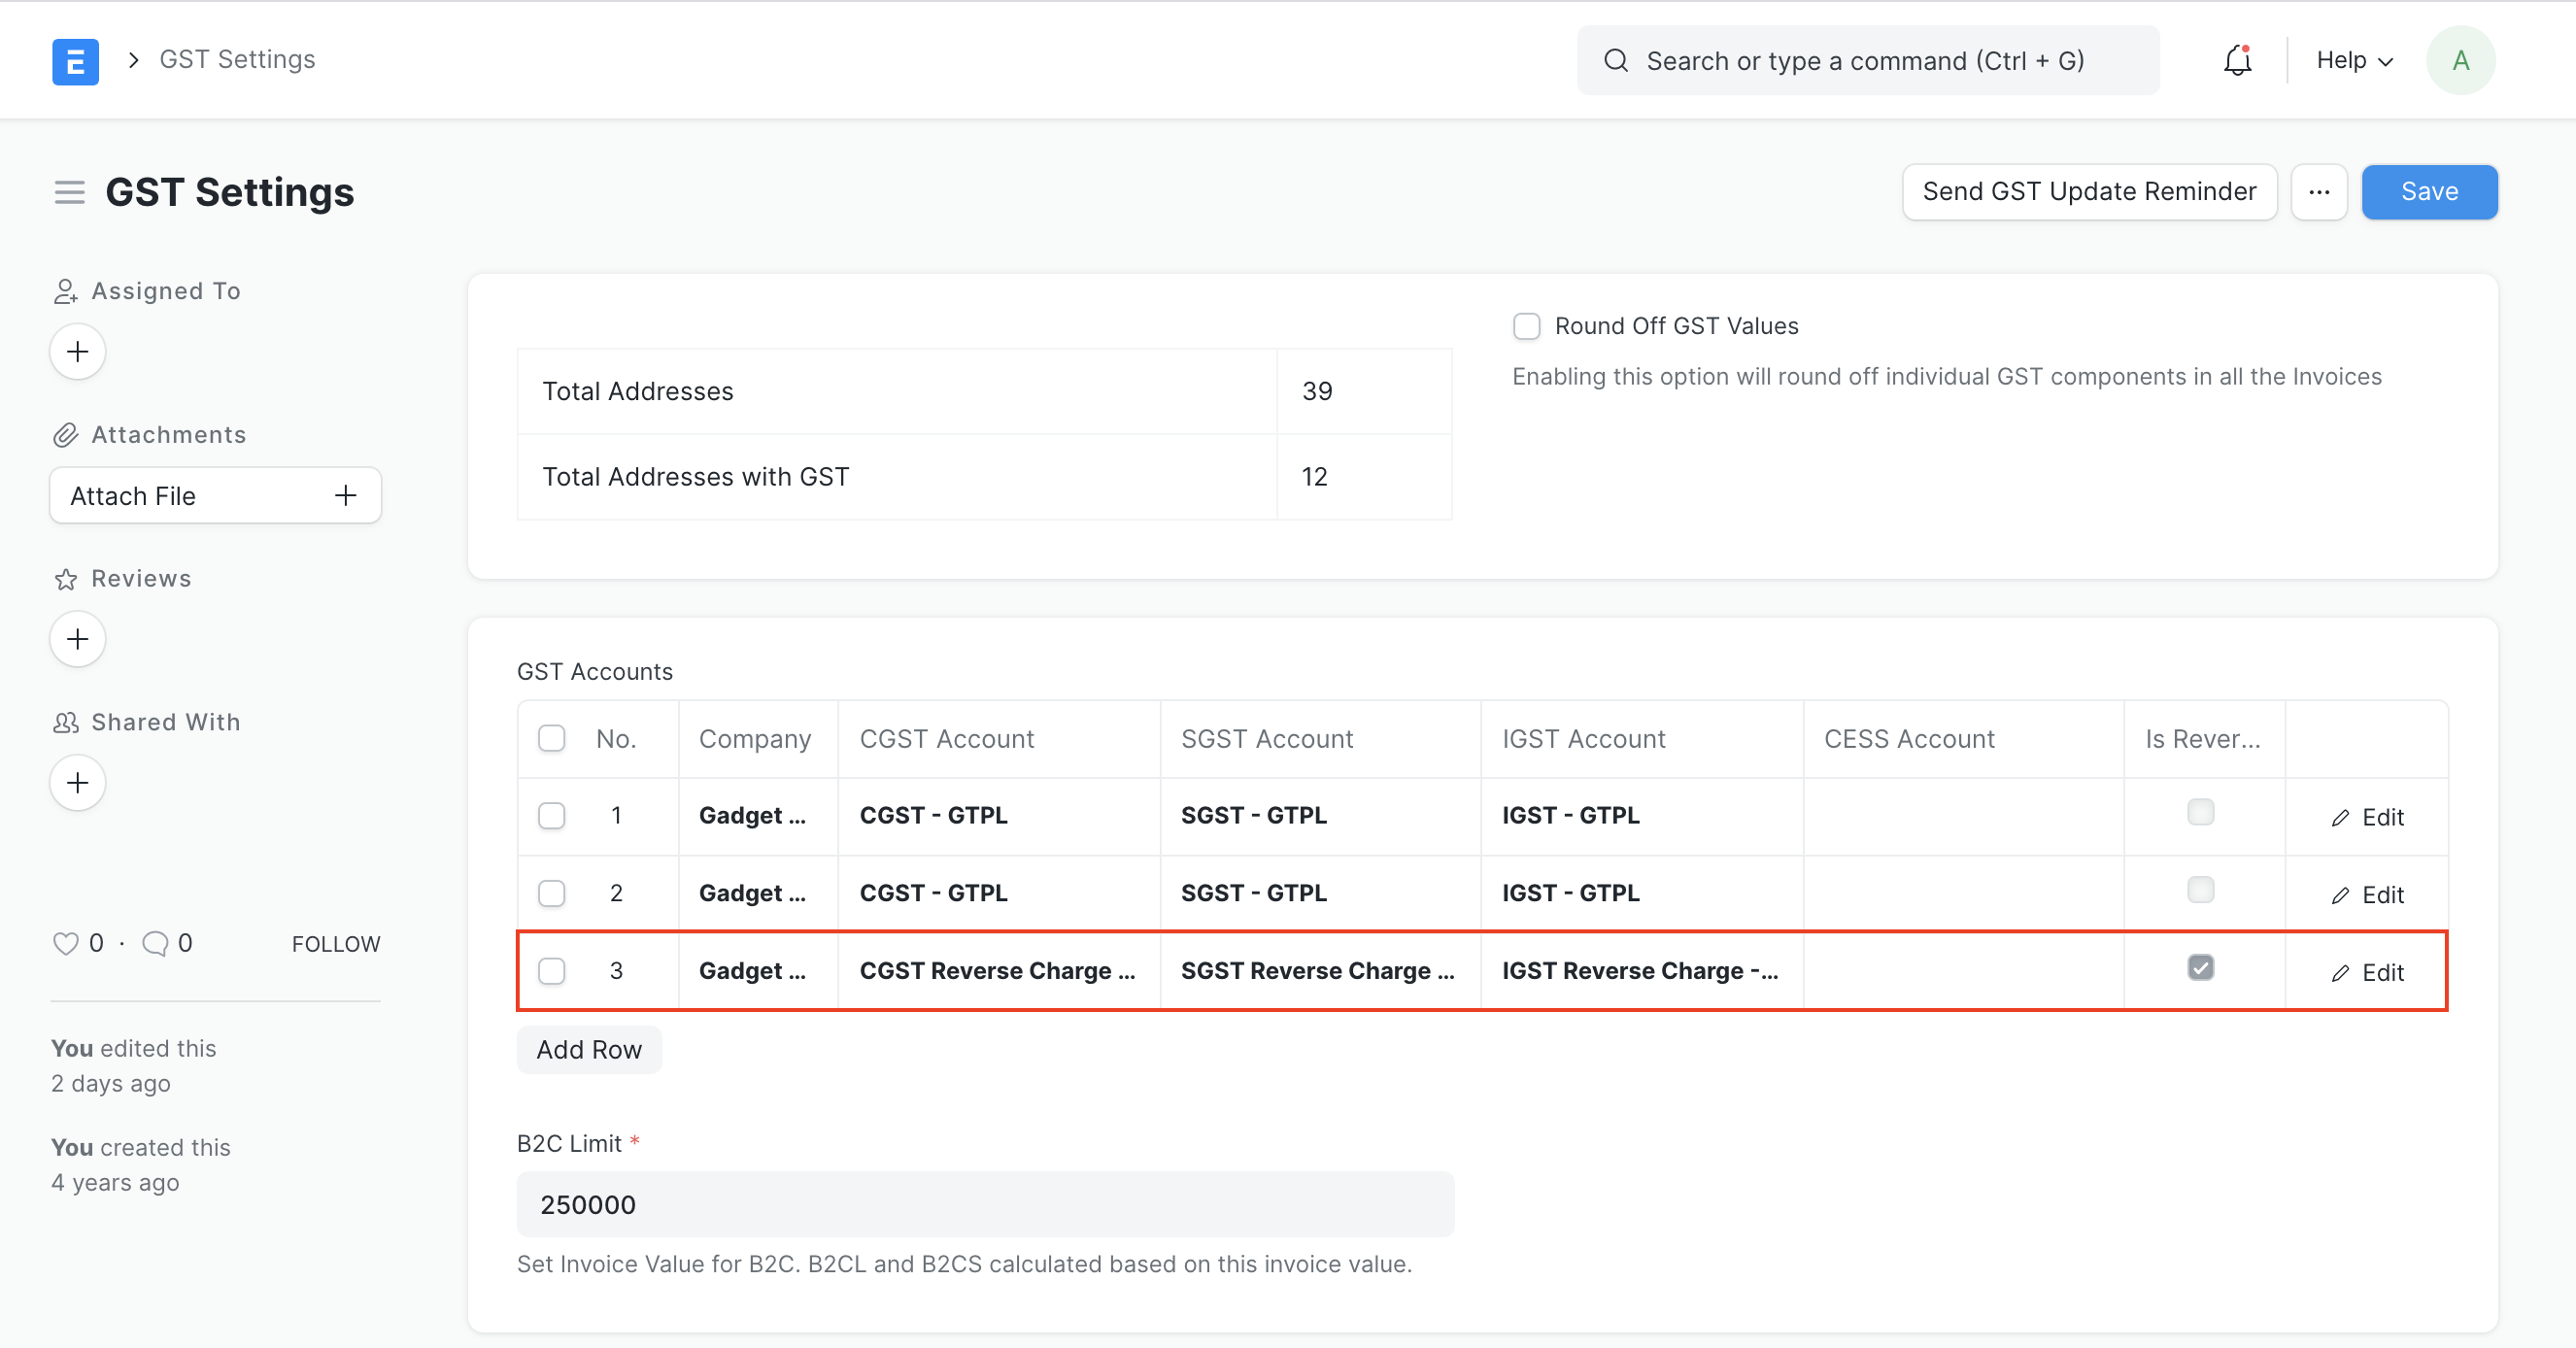 E > GST Settings
Search or type a command (Ctrl + G)
Help
A
GST Settings
Send GST Update Reminder
...
Save
Assigned To
Attachments
Attach File
Reviews
Shared With
0 · 0 FOLLOW
You edited this
2 days ago
You created this
4 years ago
Total Addresses 39
Total Addresses with GST 12
Round Off GST Values
Enabling this option will round off individual GST components in all the Invoices
GST Accounts
No. Company CGST Account SGST Account IGST Account CESS Account Is Rever...
1 Gadget ... CGST - GTPL SGST - GTPL IGST - GTPL Edit
2 Gadget ... CGST - GTPL SGST - GTPL IGST - GTPL Edit
3 Gadget ... CGST Reverse Charge ... SGST Reverse Charge ... IGST Reverse Charge -... Edit
Add Row
B2C Limit *
250000
Set Invoice Value for B2C. B2CL and B2CS calculated based on this invoice value.